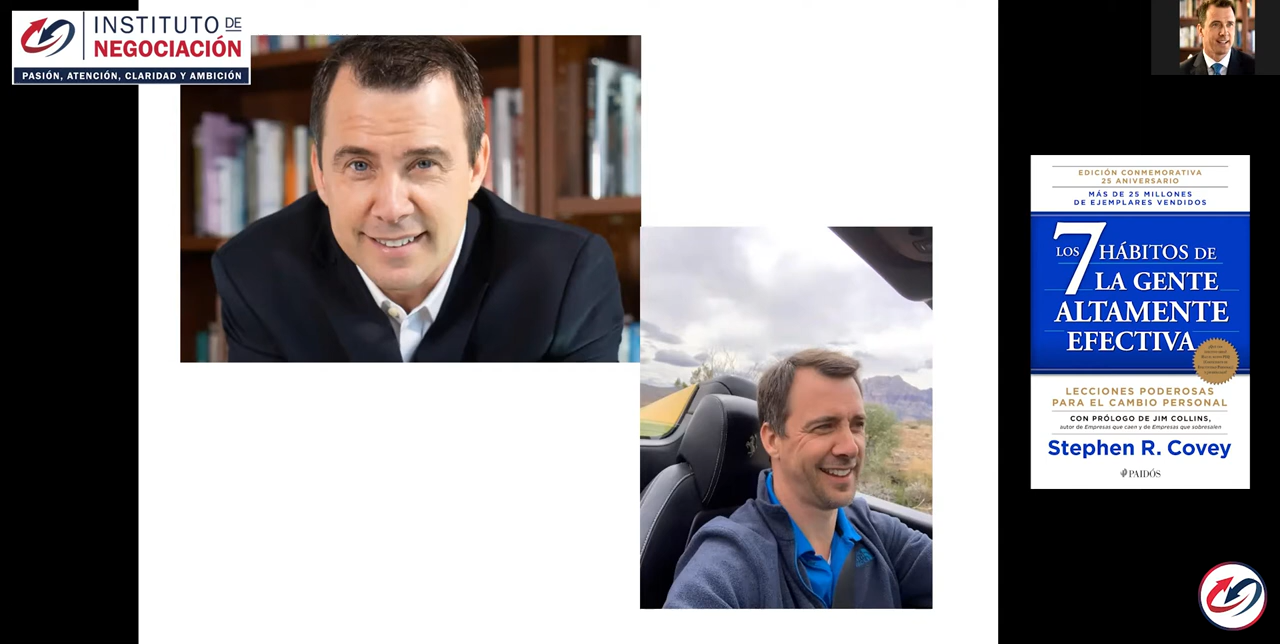 INSTITUTO DE
NEGOCIACIÓN
PASIÓN, ATENCIÓN, CLARIDAD Y AMBICIÓN
EDICIÓN CONMEMORATIVA
25 ANIVERSARIO
MÁS DE 25 MILLONES
DE EJEMPLARES VENDIDOS
LOS 7 HÁBITOS DE
LA GENTE
ALTAMENTE
EFECTIVA
LECCIONES PODEROSAS
PARA EL CAMBIO PERSONAL
CON PRÓLOGO DE JIM COLLINS,
autor de Empresas que caen y de Empresas que sobresalen
Stephen R. Covey
PAIDÓS